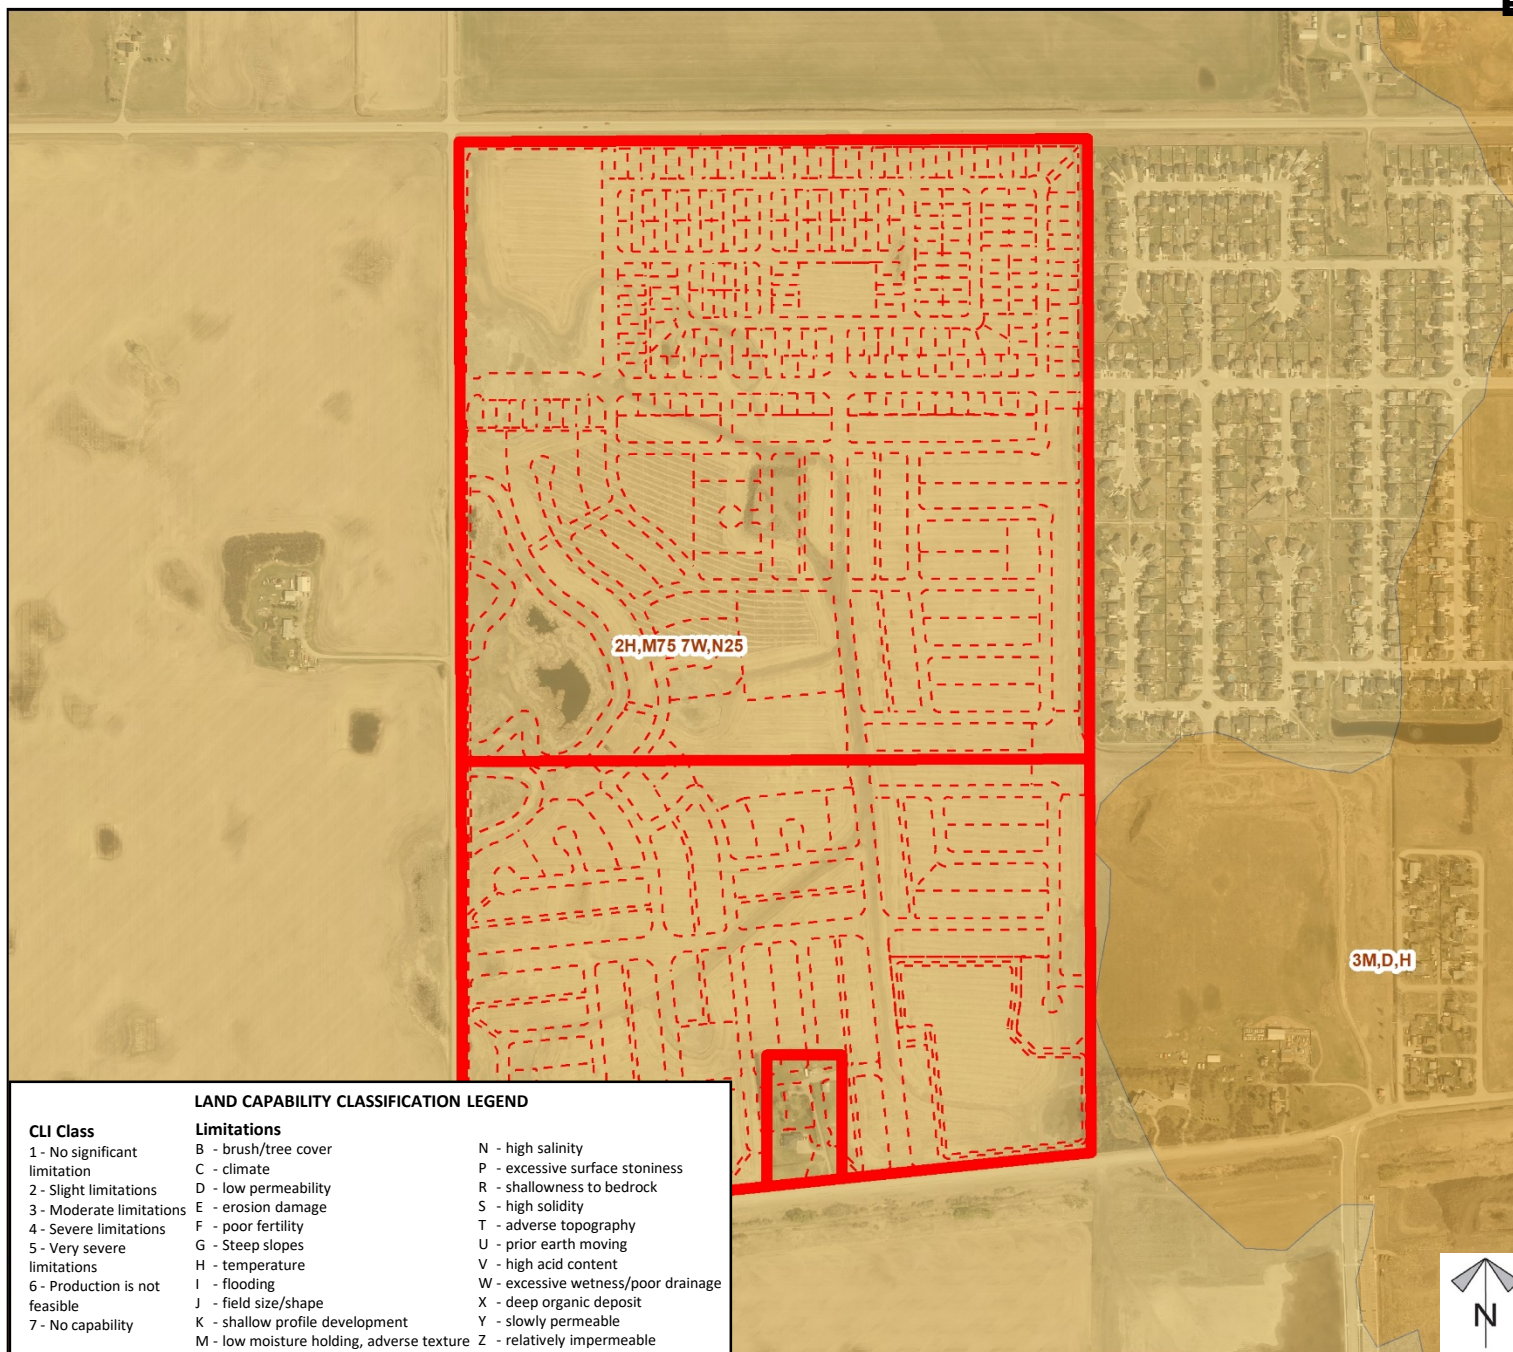 2H,M75 7W,N25
3M,D,H
LAND CAPABILITY CLASSIFICATION LEGEND
CLI Class
1 - No significant
limitation
2 - Slight limitations
3 - Moderate limitations
4 - Severe limitations
5 - Very severe
limitations
6 - Production is not
feasible
7 - No capability
Limitations
B - brush/tree cover
C - climate
D - low permeability
E - erosion damage
F - poor fertility
G - Steep slopes
H - temperature
I - flooding
J - field size/shape
K - shallow profile development
M - low moisture holding, adverse texture
N - high salinity
P - excessive surface stoniness
R - shallowness to bedrock
S - high solidity
T - adverse topography
U - prior earth moving
V - high acid content
W - excessive wetness/poor drainage
X - deep organic deposit
Y - slowly permeable
Z - relatively impermeable
N